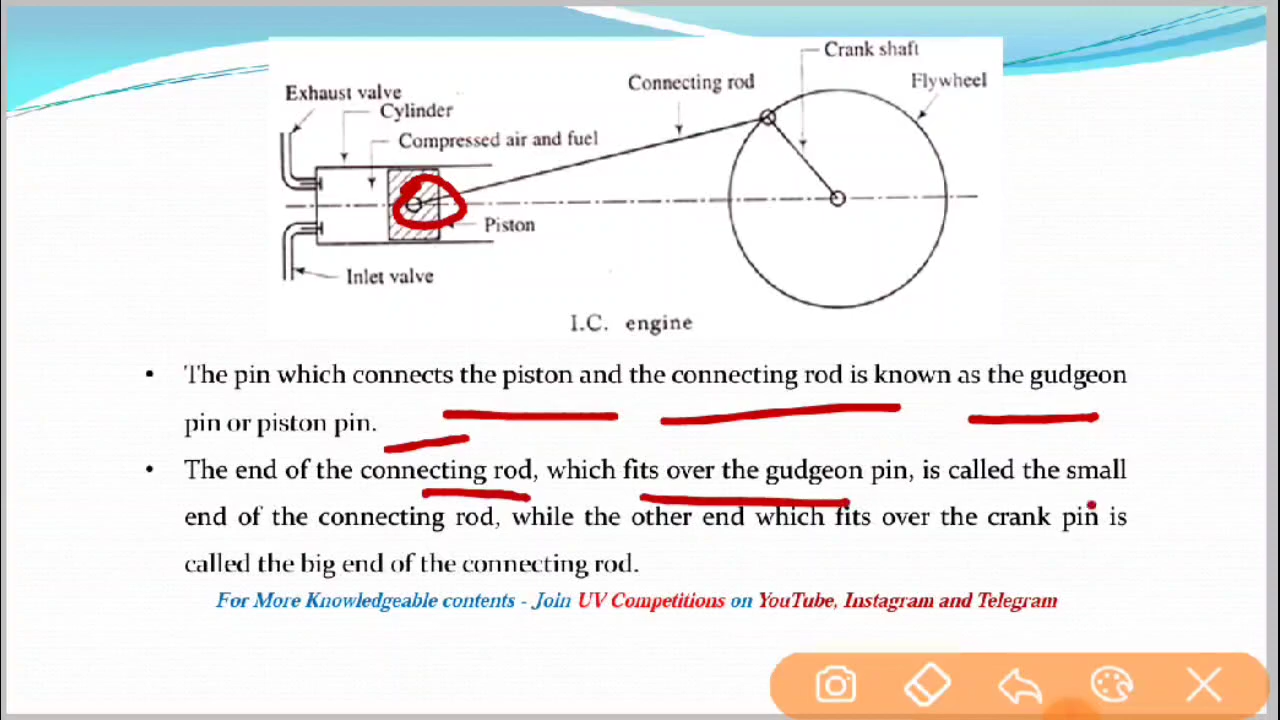 Crank shaft
Connecting rod
Flywheel
Exhaust valve
Cylinder
Compressed air and fuel
Piston
Inlet valve
I.C. engine
• The pin which connects the piston and the connecting rod is known as the gudgeon
pin or piston pin.
• The end of the connecting rod, which fits over the gudgeon pin, is called the small
end of the connecting rod, while the other end which fits over the crank pin is
called the big end of the connecting rod.
For More Knowledgeable contents - Join UV Competitions on YouTube, Instagram and Telegram